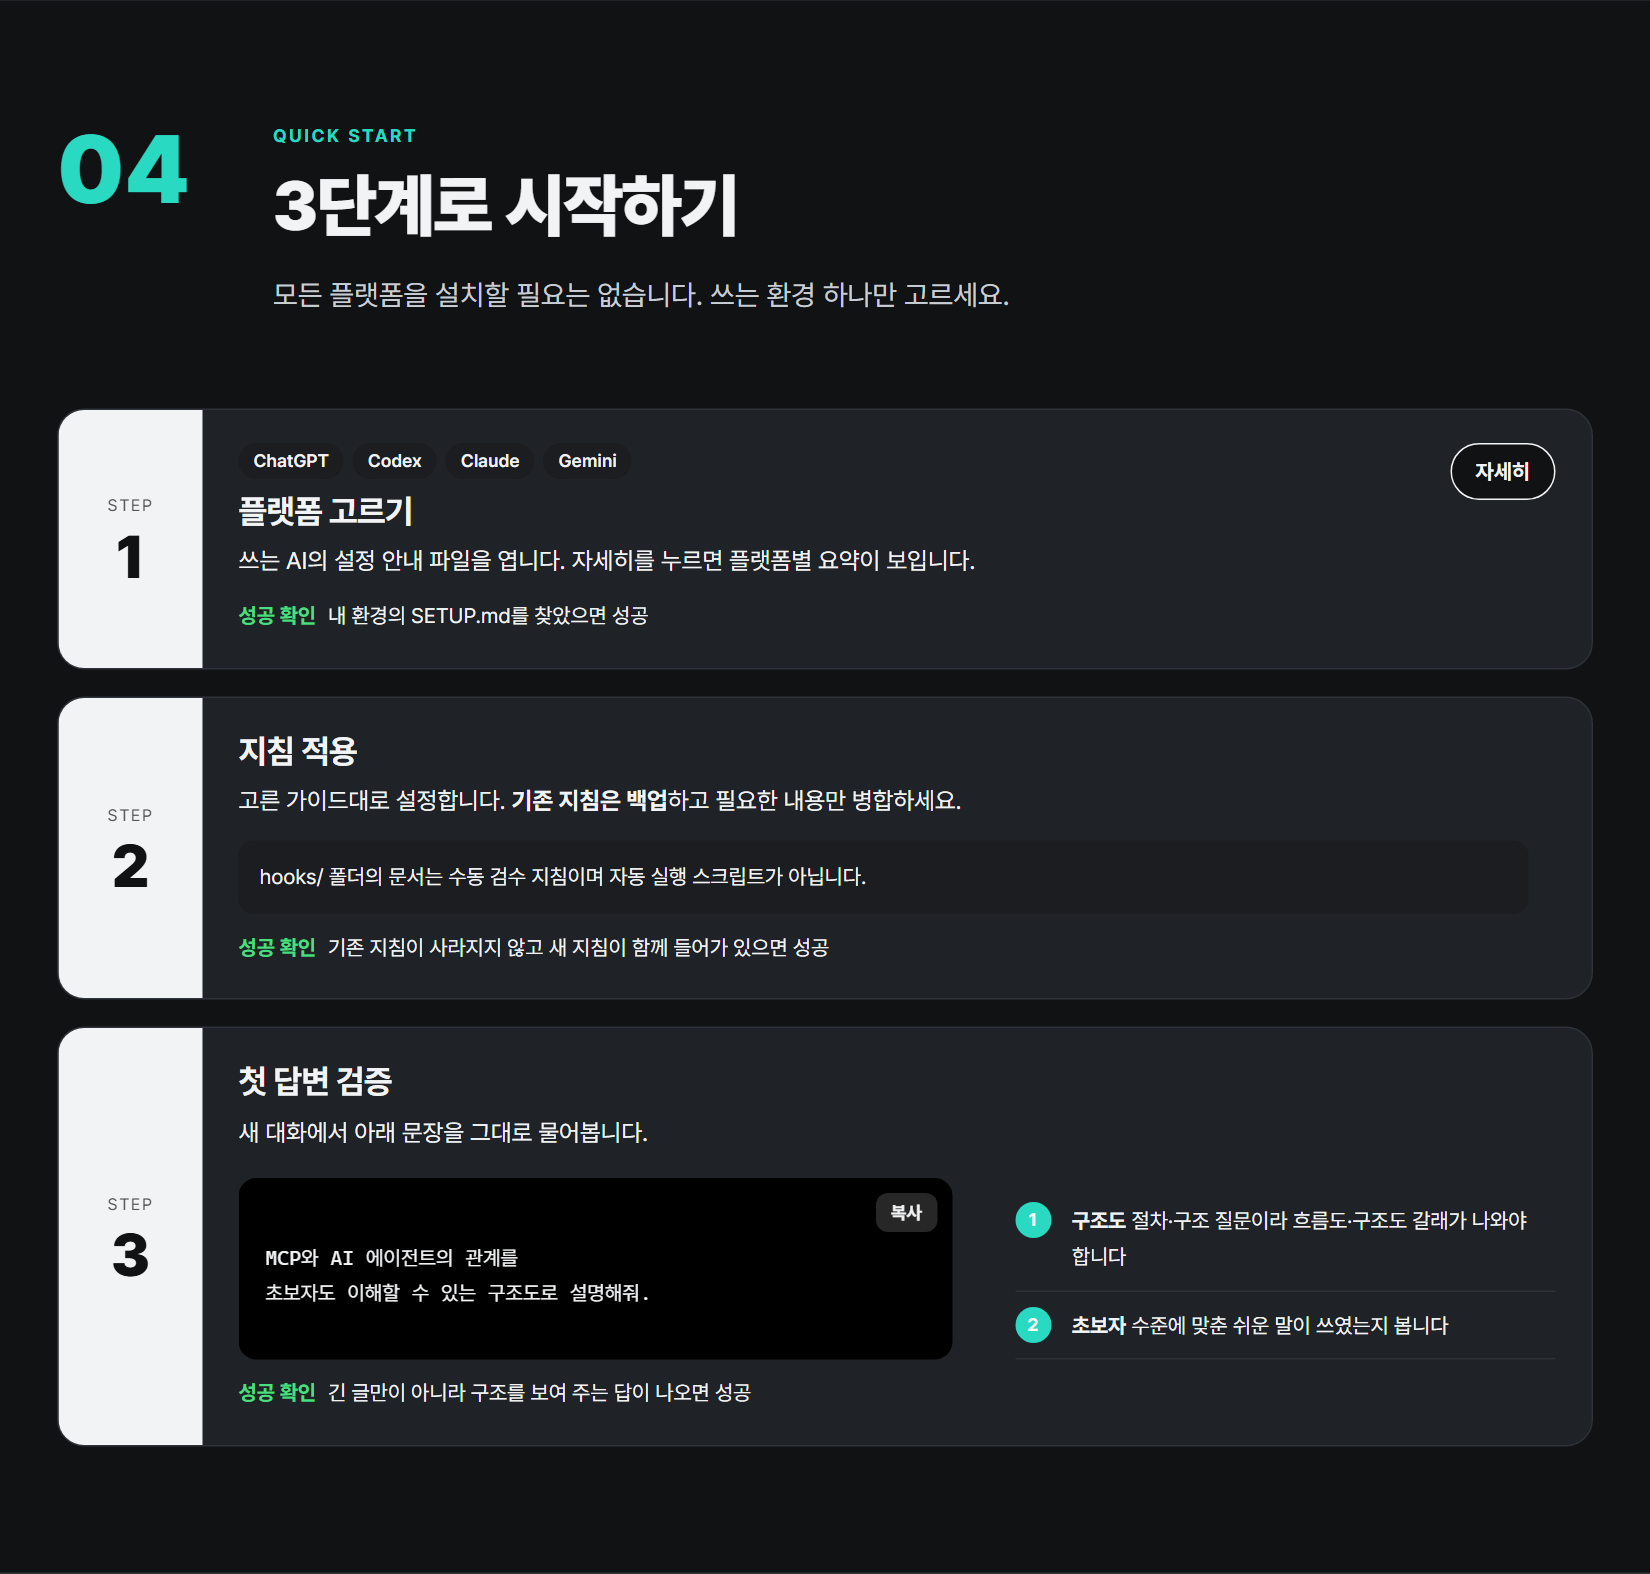 04
QUICK START
3단계로 시작하기
모든 플랫폼을 설치할 필요는 없습니다. 쓰는 환경 하나만 고르세요.
STEP
1
ChatGPT Codex Claude Gemini
자세히
플랫폼 고르기
쓰는 AI의 설정 안내 파일을 엽니다. 자세히를 누르면 플랫폼별 요약이 보입니다.
성공 확인 내 환경의 SETUP.md를 찾았으면 성공
STEP
2
지침 적용
고른 가이드대로 설정합니다. 기존 지침은 백업하고 필요한 내용만 병합하세요.
hooks/ 폴더의 문서는 수동 검수 지침이며 자동 실행 스크립트가 아닙니다.
성공 확인 기존 지침이 사라지지 않고 새 지침이 함께 들어가 있으면 성공
STEP
3
첫 답변 검증
새 대화에서 아래 문장을 그대로 물어봅니다.
복사
MCP와 AI 에이전트의 관계를
초보자도 이해할 수 있는 구조도로 설명해줘.
1 구조도 절차·구조 질문이라 흐름도·구조도 갈래가 나와야
합니다
2 초보자 수준에 맞춘 쉬운 말이 쓰였는지 봅니다
성공 확인 긴 글만이 아니라 구조를 보여 주는 답이 나오면 성공